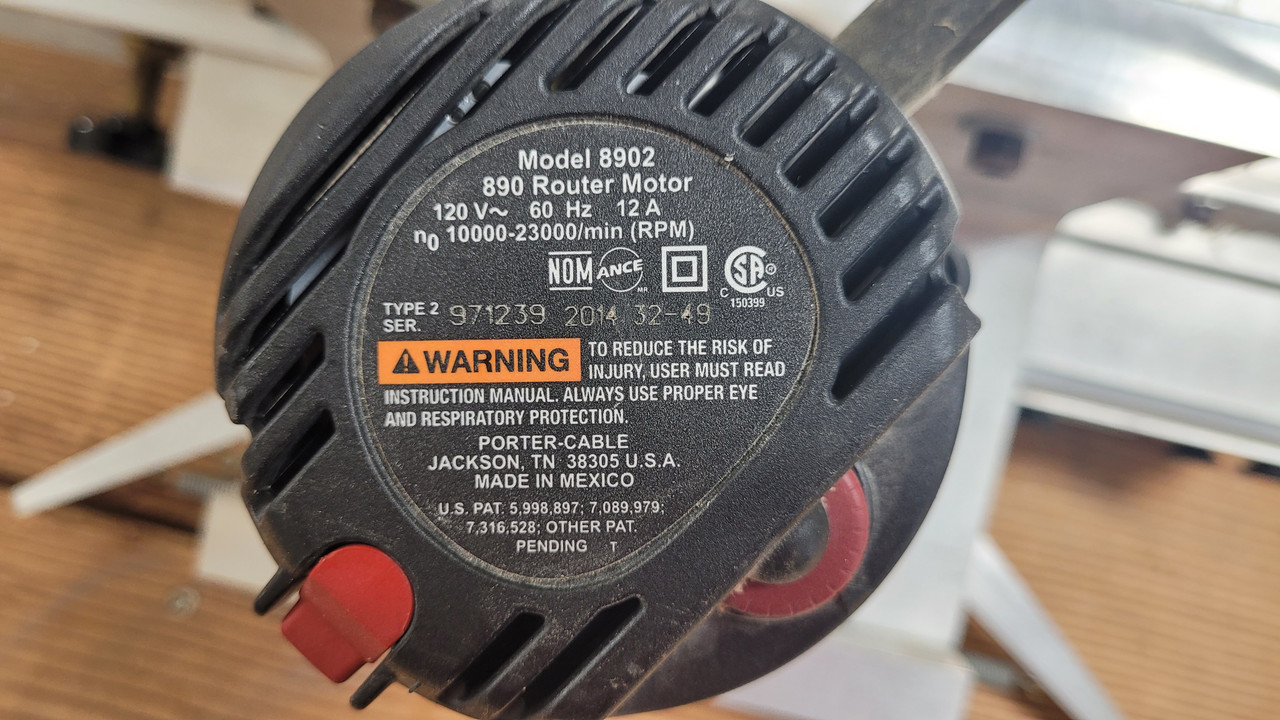 Model 8902
890 Router Motor
120 V~ 60 Hz 12 A
n0 10000-23000/min (RPM)
NOM ANCE MR
SA
C US
150399
TYPE 2
SER. 971239 2014 32-49
WARNING TO REDUCE THE RISK OF
INJURY, USER MUST READ
INSTRUCTION MANUAL. ALWAYS USE PROPER EYE
AND RESPIRATORY PROTECTION.
PORTER-CABLE
JACKSON, TN 38305 U.S.A.
MADE IN MEXICO
U.S. PAT. 5,998,897; 7,089,979;
7,316,528; OTHER PAT.
PENDING T